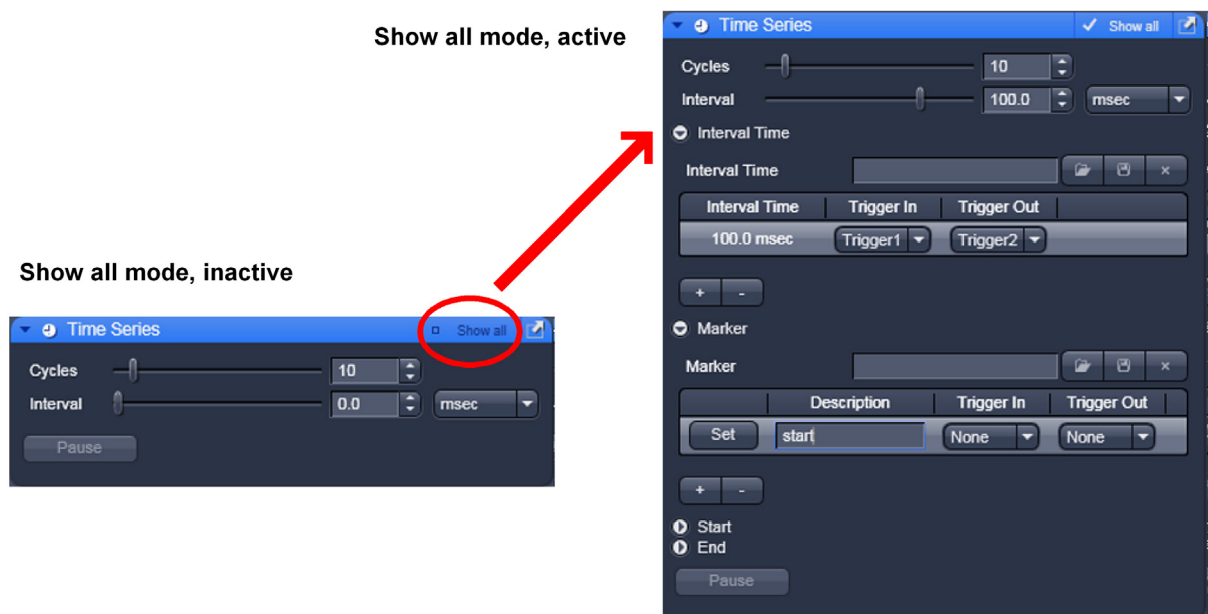 Show all mode, active
Time Series Show all
Cycles 10
Interval 100.0 msec
Interval Time
Interval Time
Interval Time Trigger In Trigger Out
100.0 msec Trigger1 Trigger2
+ -
Marker
Marker
Description Trigger In Trigger Out
Set start None None
+ -
Start
End
Pause
Show all mode, inactive
Time Series Show all
Cycles 10
Interval 0.0 msec
Pause